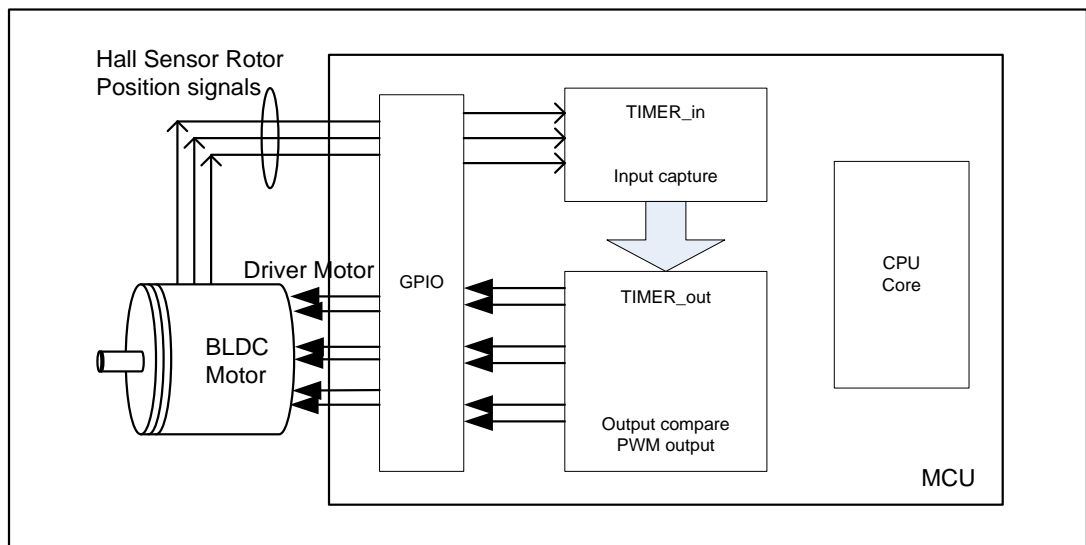 Hall Sensor Rotor
Position signals
TIMER_in
Input capture
CPU
Core
Driver Motor
GPIO
TIMER_out
BLDC
Motor
Output compare
PWM output
MCU